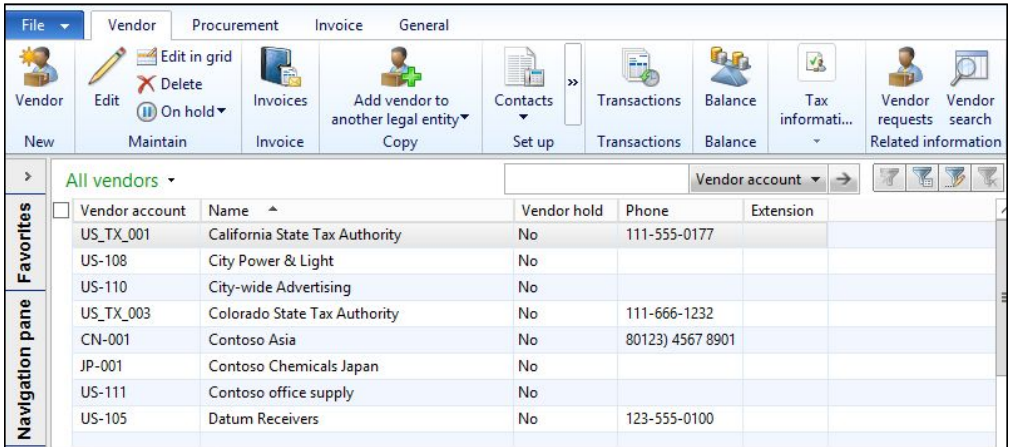 File Vendor Procurement Invoice General
Vendor
New
Edit
Edit in grid
Delete
On hold
Maintain
Invoices
Invoice
Add vendor to
another legal entity
Copy
Contacts
»
Set up
Transactions
Transactions
Balance
Balance
Tax
informati...
Vendor
requests
Vendor
search
Related information
>
All vendors
Vendor account
Favorites
Navigation pane
Vendor account Name Vendor hold Phone Extension
US_TX_001 California State Tax Authority No 111-555-0177
US-108 City Power & Light No
US-110 City-wide Advertising No
US_TX_003 Colorado State Tax Authority No 111-666-1232
CN-001 Contoso Asia No 80123) 4567 8901
JP-001 Contoso Chemicals Japan No
US-111 Contoso office supply No
US-105 Datum Receivers No 123-555-0100